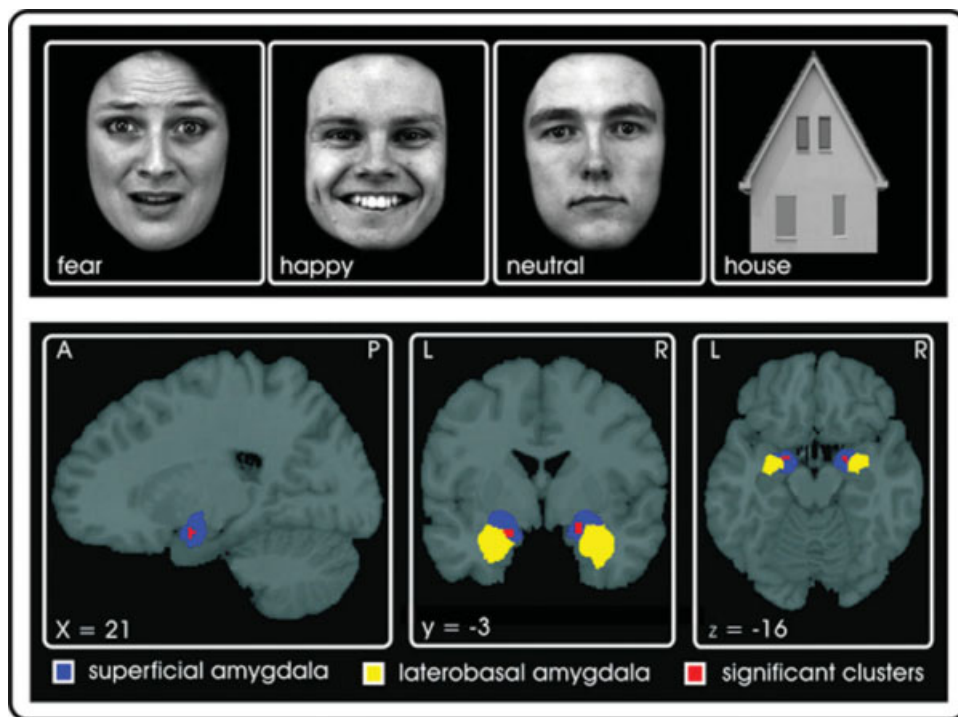 fear
happy
neutral
house
A P
L R
L R
X = 21
y = -3
z = -16
superficial amygdala
laterobasal amygdala
significant clusters